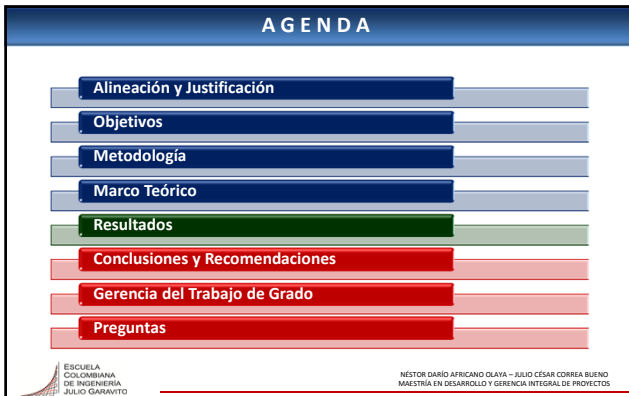 AGENDA
Alineación y Justificación
Objetivos
Metodología
Marco Teórico
Resultados
Conclusiones y Recomendaciones
Gerencia del Trabajo de Grado
Preguntas
ESCUELA
COLOMBIANA
DE INGENIERÍA
JULIO GARAVITO
NÉSTOR DARÍO AFRICANO OLAYA – JULIO CÉSAR CORREA BUENO
MAESTRÍA EN DESARROLLO Y GERENCIA INTEGRAL DE PROYECTOS